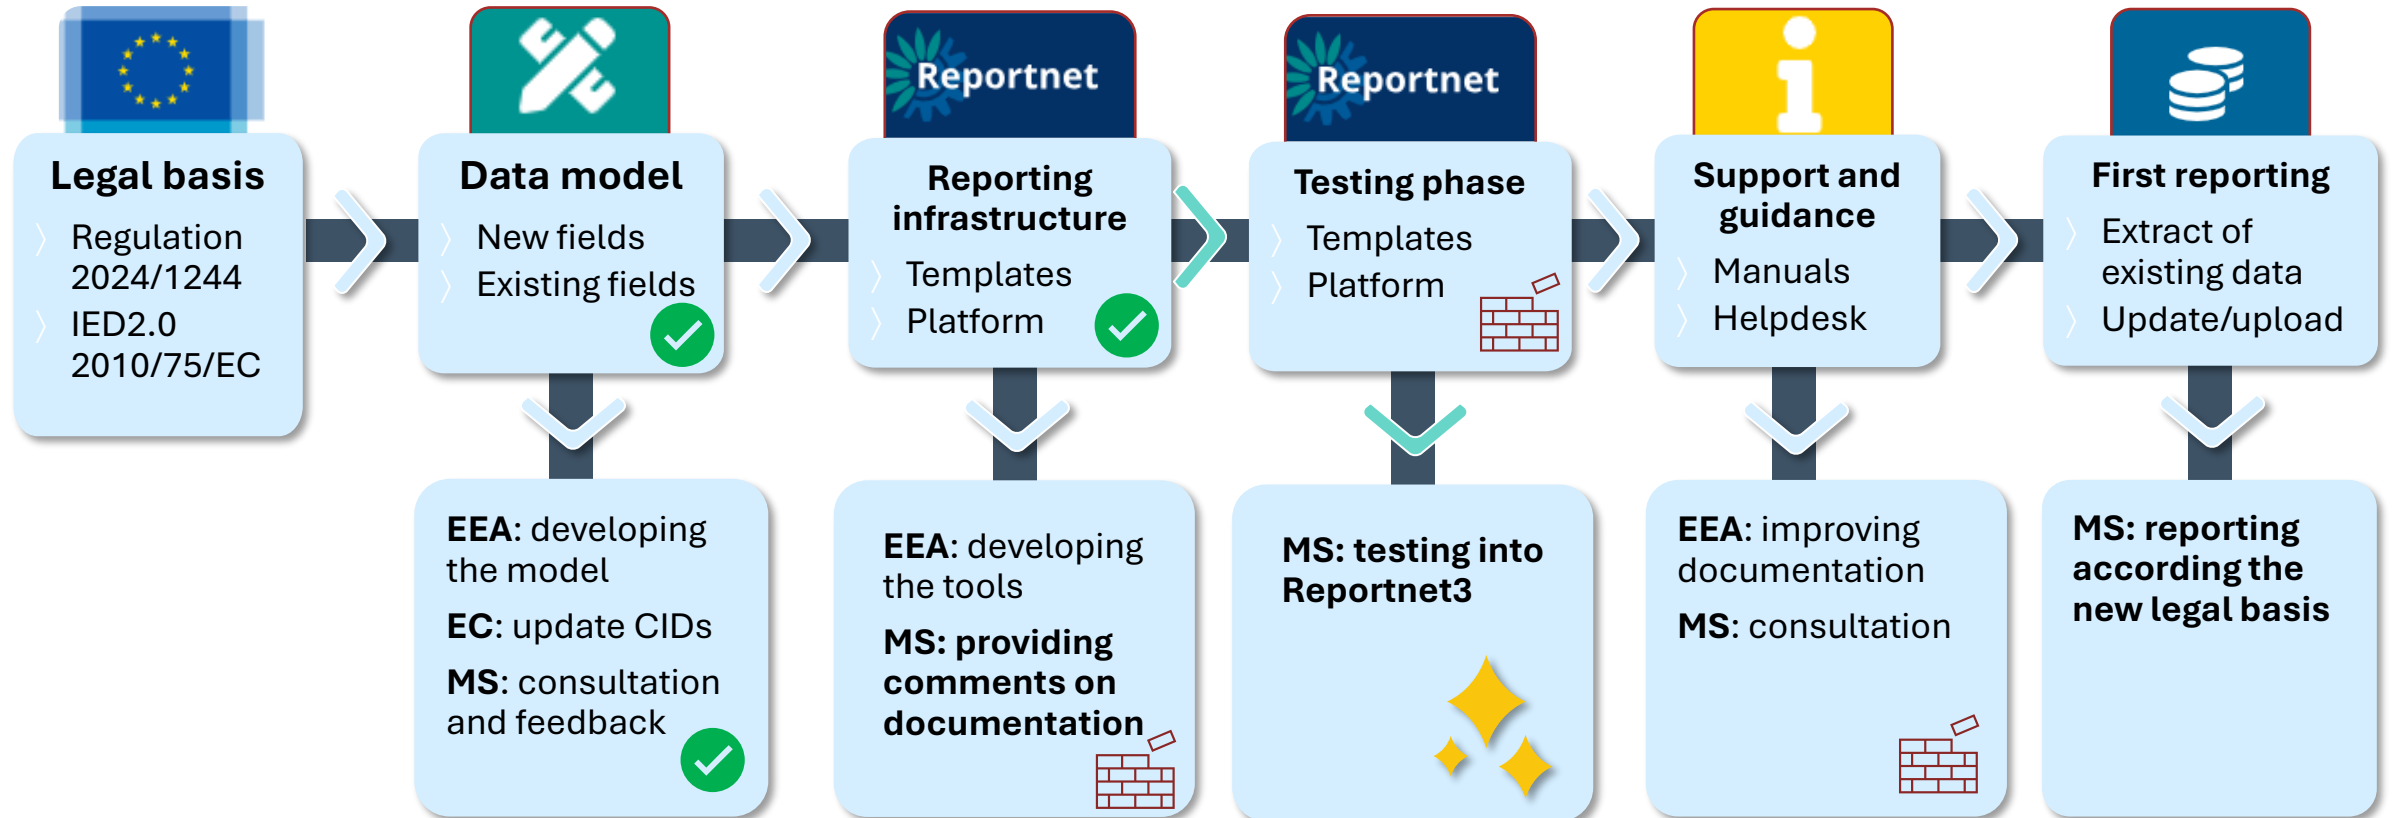 Reportnet
Reportnet
Legal basis
Regulation
2024/1244
IED2.0
2010/75/EC
Data model
New fields
Existing fields
Reporting
infrastructure
Templates
Platform
Testing phase
Templates
Platform
Support and
guidance
Manuals
Helpdesk
First reporting
Extract of
existing data
Update/upload
EEA: developing
the model
EC: update CIDs
MS: consultation
and feedback
EEA: developing
the tools
MS: providing
comments on
documentation
MS: testing into
Reportnet3
EEA: improving
documentation
MS: consultation
MS: reporting
according the
new legal basis